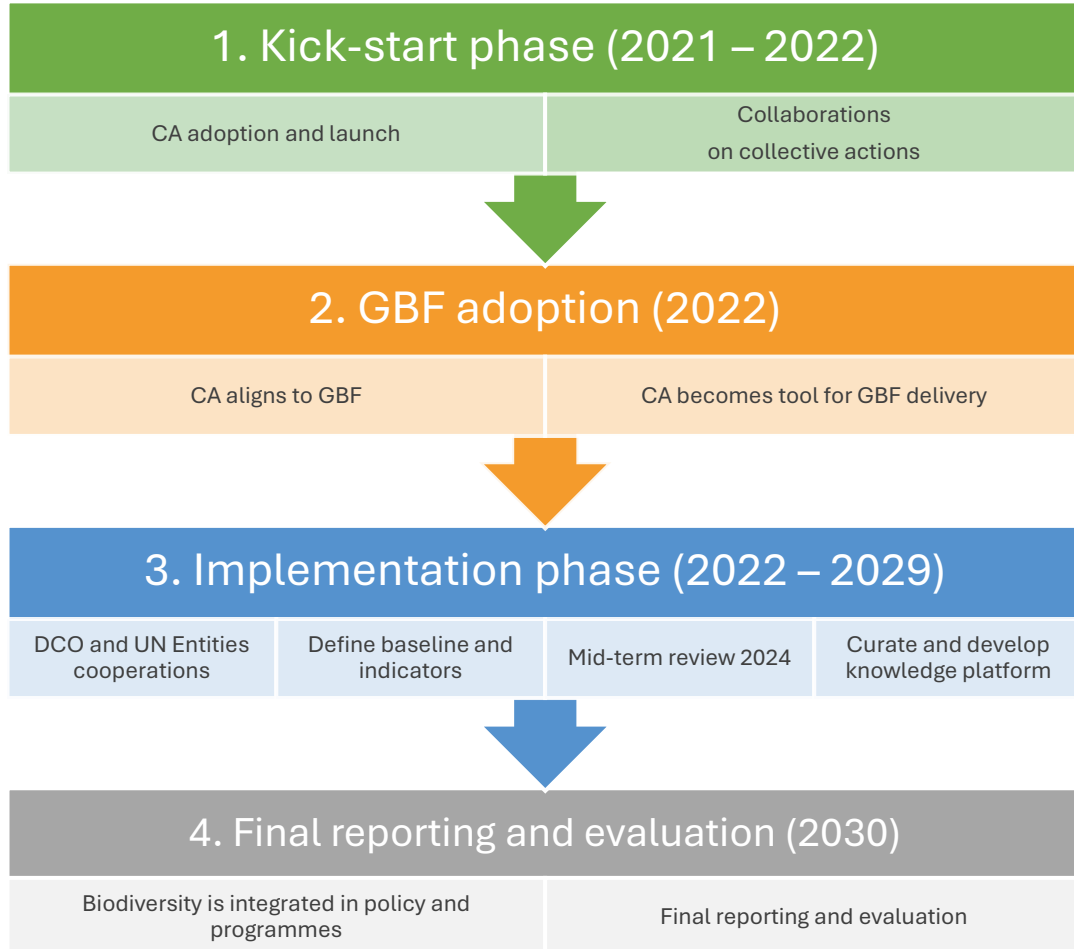 1. Kick-start phase (2021 – 2022)
CA adoption and launch
Collaborations
on collective actions
2. GBF adoption (2022)
CA aligns to GBF
CA becomes tool for GBF delivery
3. Implementation phase (2022 – 2029)
DCO and UN Entities
cooperations
Define baseline and
indicators
Mid-term review 2024
Curate and develop
knowledge platform
4. Final reporting and evaluation (2030)
Biodiversity is integrated in policy and
programmes
Final reporting and evaluation